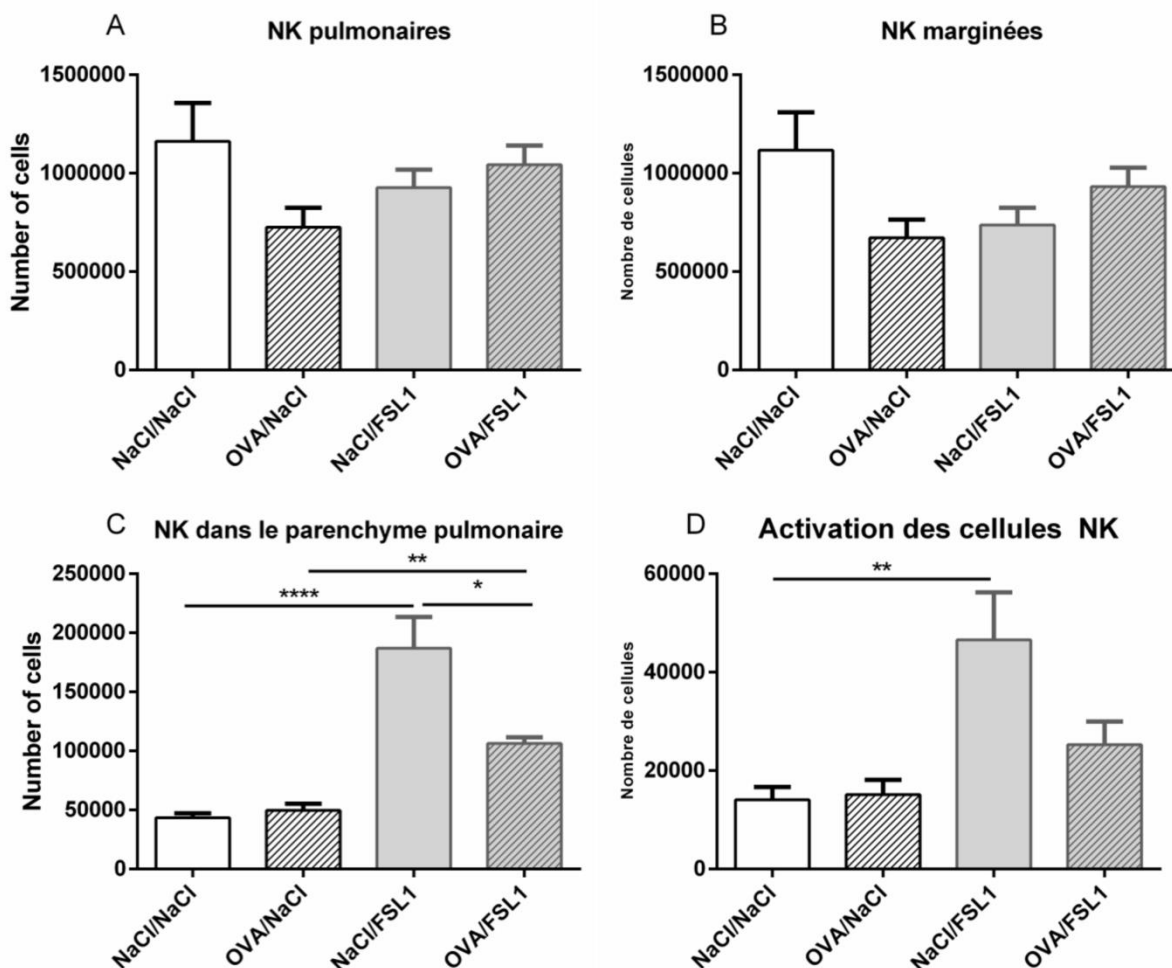 A
NK pulmonaires
Number of cells
1500000
1000000
500000
0
NaCl/NaCl
OVA/NaCl
NaCl/FSL1
OVA/FSL1
B
NK marginées
Nombre de cellules
1500000
1000000
500000
0
NaCl/NaCl
OVA/NaCl
NaCl/FSL1
OVA/FSL1
C
NK dans le parenchyme pulmonaire
Number of cells
250000
200000
150000
100000
50000
0
**
****
*
NaCl/NaCl
OVA/NaCl
NaCl/FSL1
OVA/FSL1
D
Activation des cellules NK
Nombre de cellules
60000
40000
20000
0
**
NaCl/NaCl
OVA/NaCl
NaCl/FSL1
OVA/FSL1